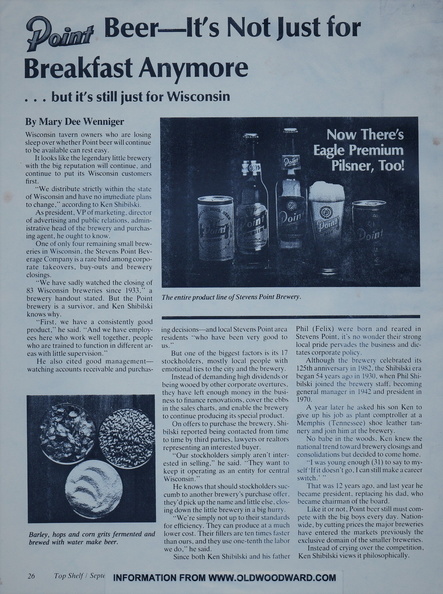 Point Beer—It's Not Just for
Breakfast Anymore
. . . but it's still just for Wisconsin
By Mary Dee Wenniger
Wisconsin tavern owners who are losing
sleep over whether Point beer will continue
to be available can rest easy.
It looks like the legendary little brewery
with the big reputation will continue, and
continue to put its Wisconsin customers
first.
"We distribute strictly within the state
of Wisconsin and have no immediate plans
to change," according to Ken Shibilski.
As president, VP of marketing, director
of advertising and public relations, admin-
istrative head of the brewery and purchas-
ing agent, he ought to know.
One of only four remaining small brew-
eries in Wisconsin, the Stevens Point Bev-
erage Company is a rare bird among corpo-
rate takeovers, buy-outs and brewery
closings.
"We have sadly watched the closing of
83 Wisconsin breweries since 1933," a
brewery handout stated. But the Point
brewery is a survivor, and Ken Shibilski
knows why.
"First, we have a consistently good
product," he said. "And we have employ-
ees here who work well together, people
who are trained to function in different ar-
eas with little supervision."
He also cited good management—
watching accounts receivable and purchas-
Barley, hops and corn grits fermented and
brewed with water make beer.
Now There's
Eagle Premium
Pilsner, Too!
The entire product line of Stevens Point Brewery.
ing decisions—and local Stevens Point area
residents "who have been very good to
us."
But one of the biggest factors is its 17
stockholders, mostly local people with
emotional ties to the city and the brewery.
Instead of demanding high dividends or
being wooed by other corporate overtures,
they have left enough money in the busi-
ness to finance renovations, cover the ebbs
in the sales charts, and enable the brewery
to continue producing its special product.
On offers to purchase the brewery, Shi-
bilski reported being contacted from time
to time by third parties, lawyers or realtors
representing an interested buyer.
"Our stockholders simply aren't inter-
ested in selling," he said. "They want to
keep it operating as an entity for central
Wisconsin."
He knows that should stockholders suc-
cumb to another brewery's purchase offer,
they'd pick up the name and little else, clos-
ing down the little brewery in a big hurry.
"We're simply not up to their standards
for efficiency. They can produce at a much
lower cost. Their fillers are ten times faster
than ours, and they use one-tenth the labor
we do," he said.
Since both Ken Shibilski and his father
Phil (Felix) were born and reared in
Stevens Point, it's no wonder their strong
local pride pervades the business and dic-
tates corporate policy.
Although the brewery celebrated its
125th anniversary in 1982, the Shibilski era
began 54 years ago in 1930, when Phil Shi-
bilski joined the brewery staff, becoming
general manager in 1942 and president in
1970.
A year later he asked his son Ken to
give up his job as plant comptroller at a
Memphis (Tennessee) shoe leather tan-
nery and join him at the brewery.
No babe in the woods, Ken knew the
national trend toward brewery closings and
consolidations but decided to come home.
"I was young enough (31) to say to my-
self 'If it doesn't go, I can still make a career
switch.'"
That was 12 years ago, and last year he
became president, replacing his dad, who
became chairman of the board.
Like it or not, Point beer still must com-
pete with the big boys every day. Nation-
wide, by cutting prices the major breweries
have entered the markets previously the
exclusive domain of the smaller breweries.
Instead of crying over the competition,
Ken Shibilski views it philosophically.
26 Top Shelf / Septe
INFORMATION FROM WWW.OLDWOODWARD.COM